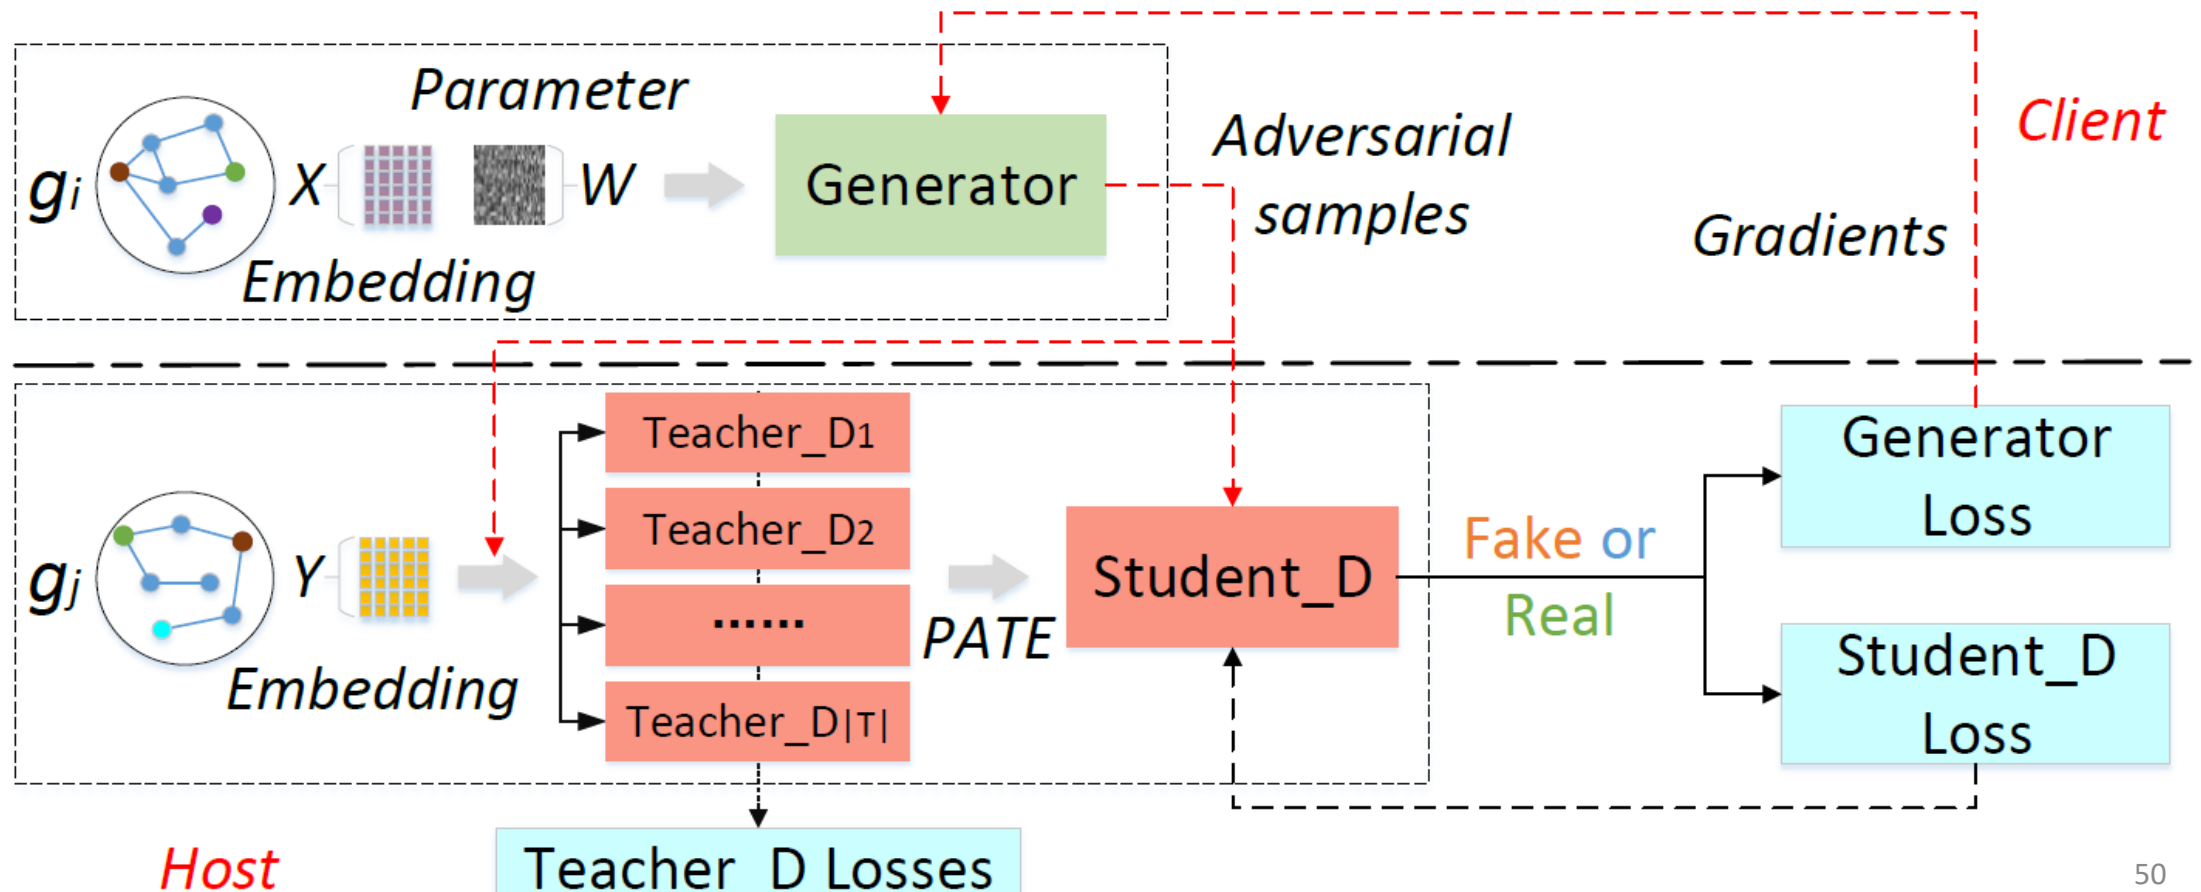 Parameter
Client
Adversarial
samples
gi
X
W
Generator
Gradients
Embedding
Teacher_D1
Generator
Loss
Teacher_D2
Fake or
Real
gj
Y
Student_D
......
PATE
Embedding
Teacher_D|T|
Student_D
Loss
Host
Teacher_D Losses
50